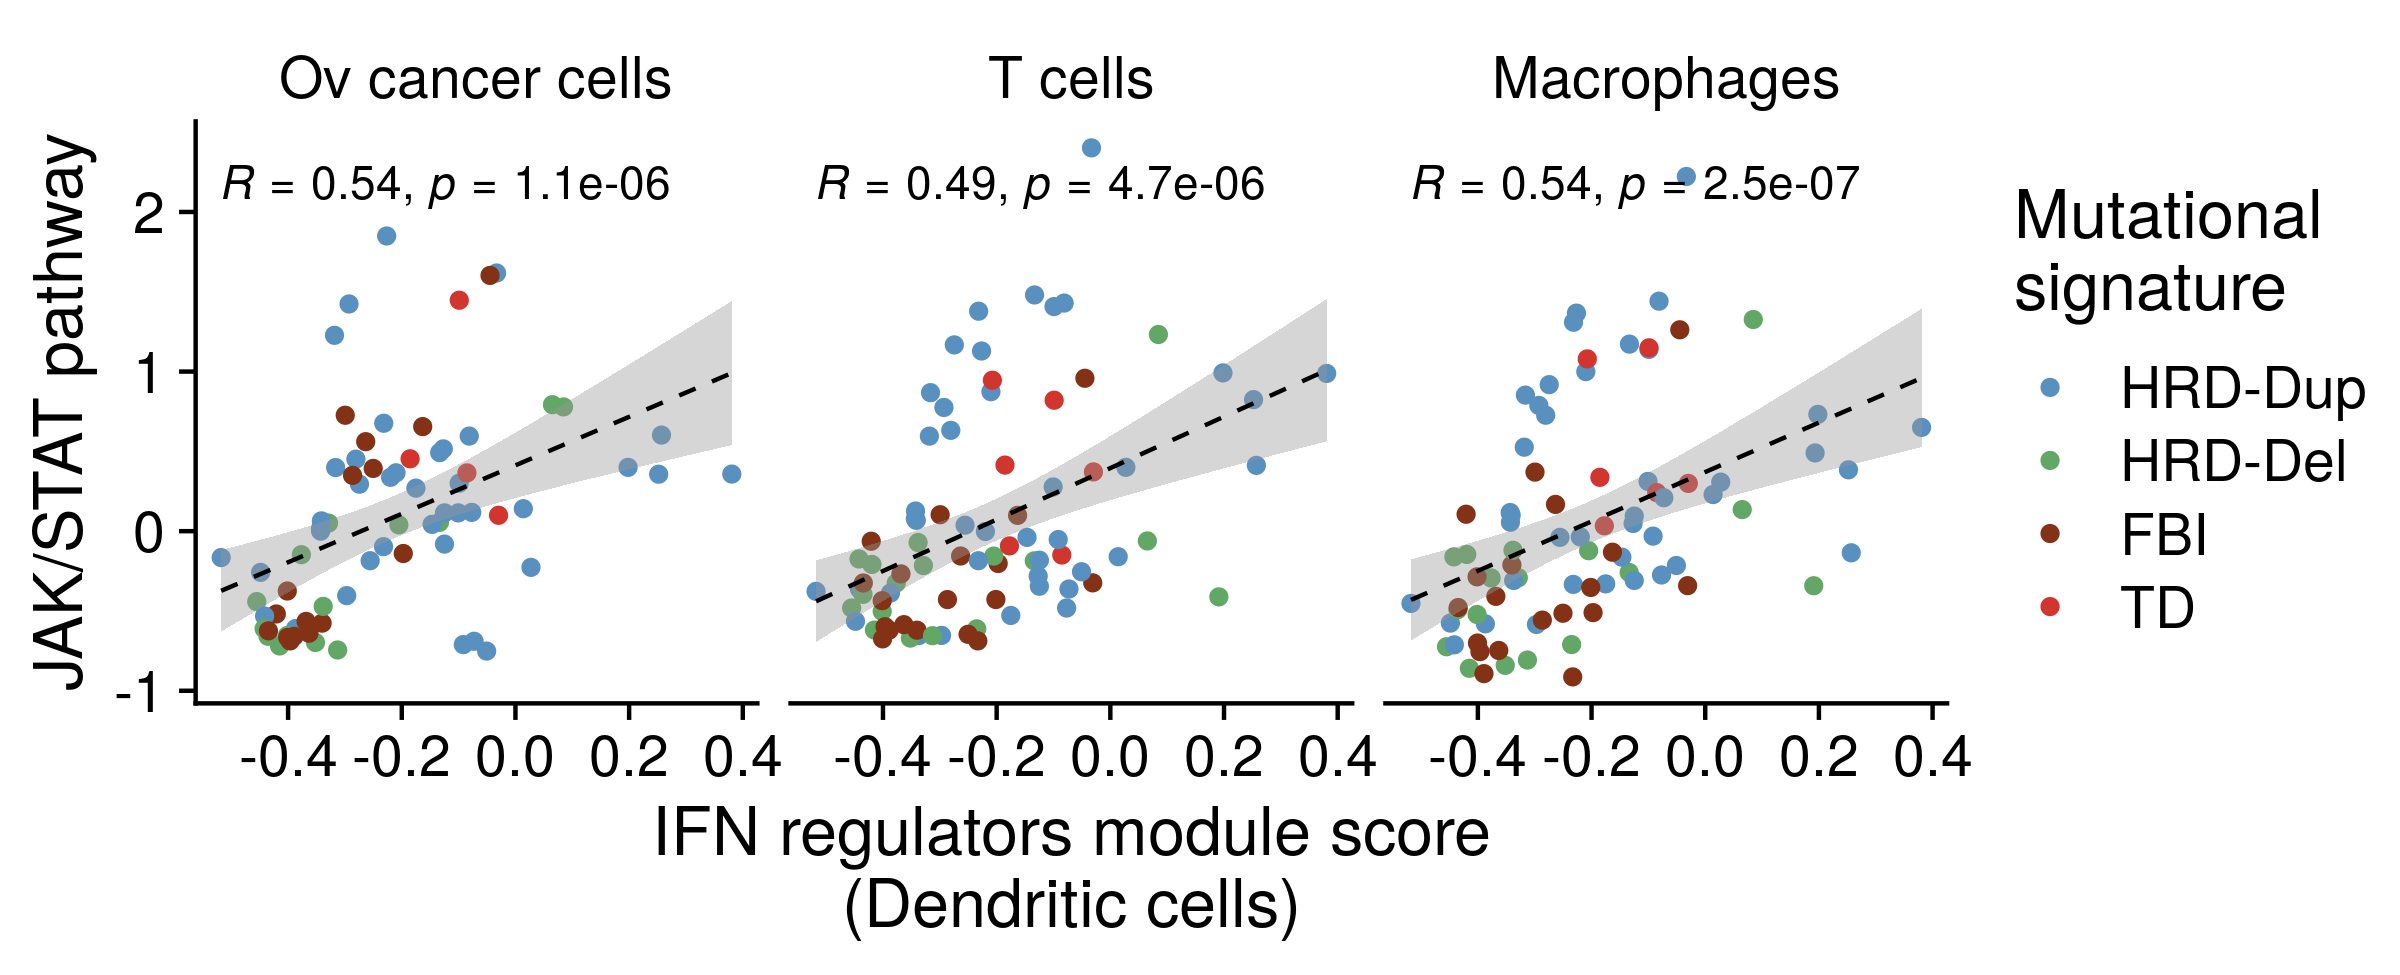 Ov cancer cells
T cells
Macrophages
R = 0.54, p = 1.1e-06
R = 0.49, p = 4.7e-06
R = 0.54, p = 2.5e-07
JAK/STAT pathway
2
1
0
-1
-0.4 -0.2 0.0 0.2 0.4
-0.4 -0.2 0.0 0.2 0.4
-0.4 -0.2 0.0 0.2 0.4
IFN regulators module score
(Dendritic cells)
Mutational
signature
HRD-Dup
HRD-Del
FBI
TD